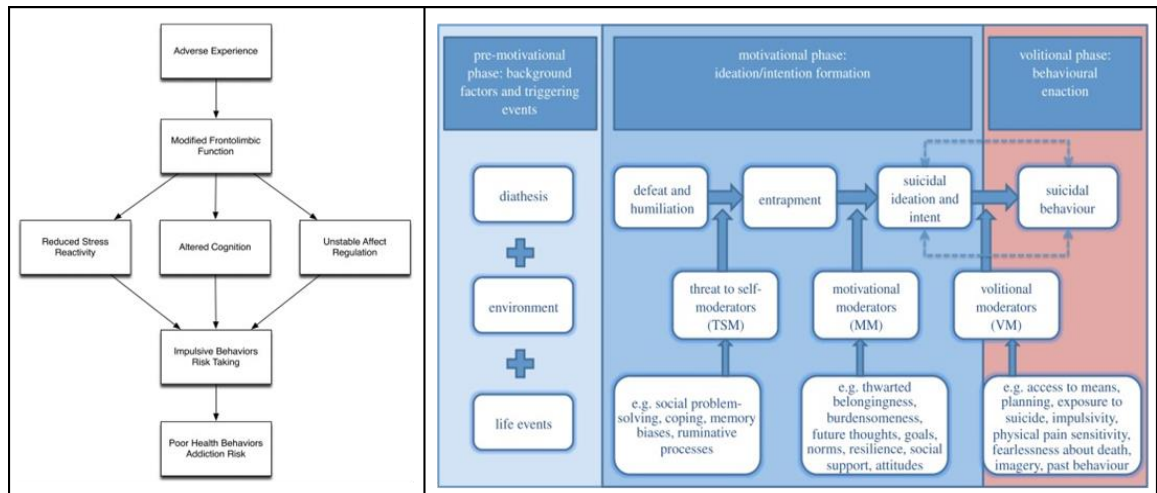 Adverse Experience
Modified Frontolimbic
Function
Reduced Stress
Reactivity
Altered Cognition
Unstable Affect
Regulation
Impulsive Behaviors
Risk Taking
Poor Health Behaviors
Addiction Risk
pre-motivational
phase: background
factors and triggering
events
motivational phase:
ideation/intention formation
volitional phase:
behavioural
enaction
diathesis
environment
life events
defeat and
humiliation
entrapment
suicidal
ideation and
intent
suicidal
behaviour
threat to self-
moderators
(TSM)
motivational
moderators
(MM)
volitional
moderators
(VM)
e.g. social problem-
solving, coping, memory
biases, ruminative
processes
e.g. thwarted
belongingness,
burdensomeness,
future thoughts, goals,
norms, resilience, social
support, attitudes
e.g. access to means,
planning, exposure to
suicide, impulsivity,
physical pain sensitivity,
fearlessness about death,
imagery, past behaviour